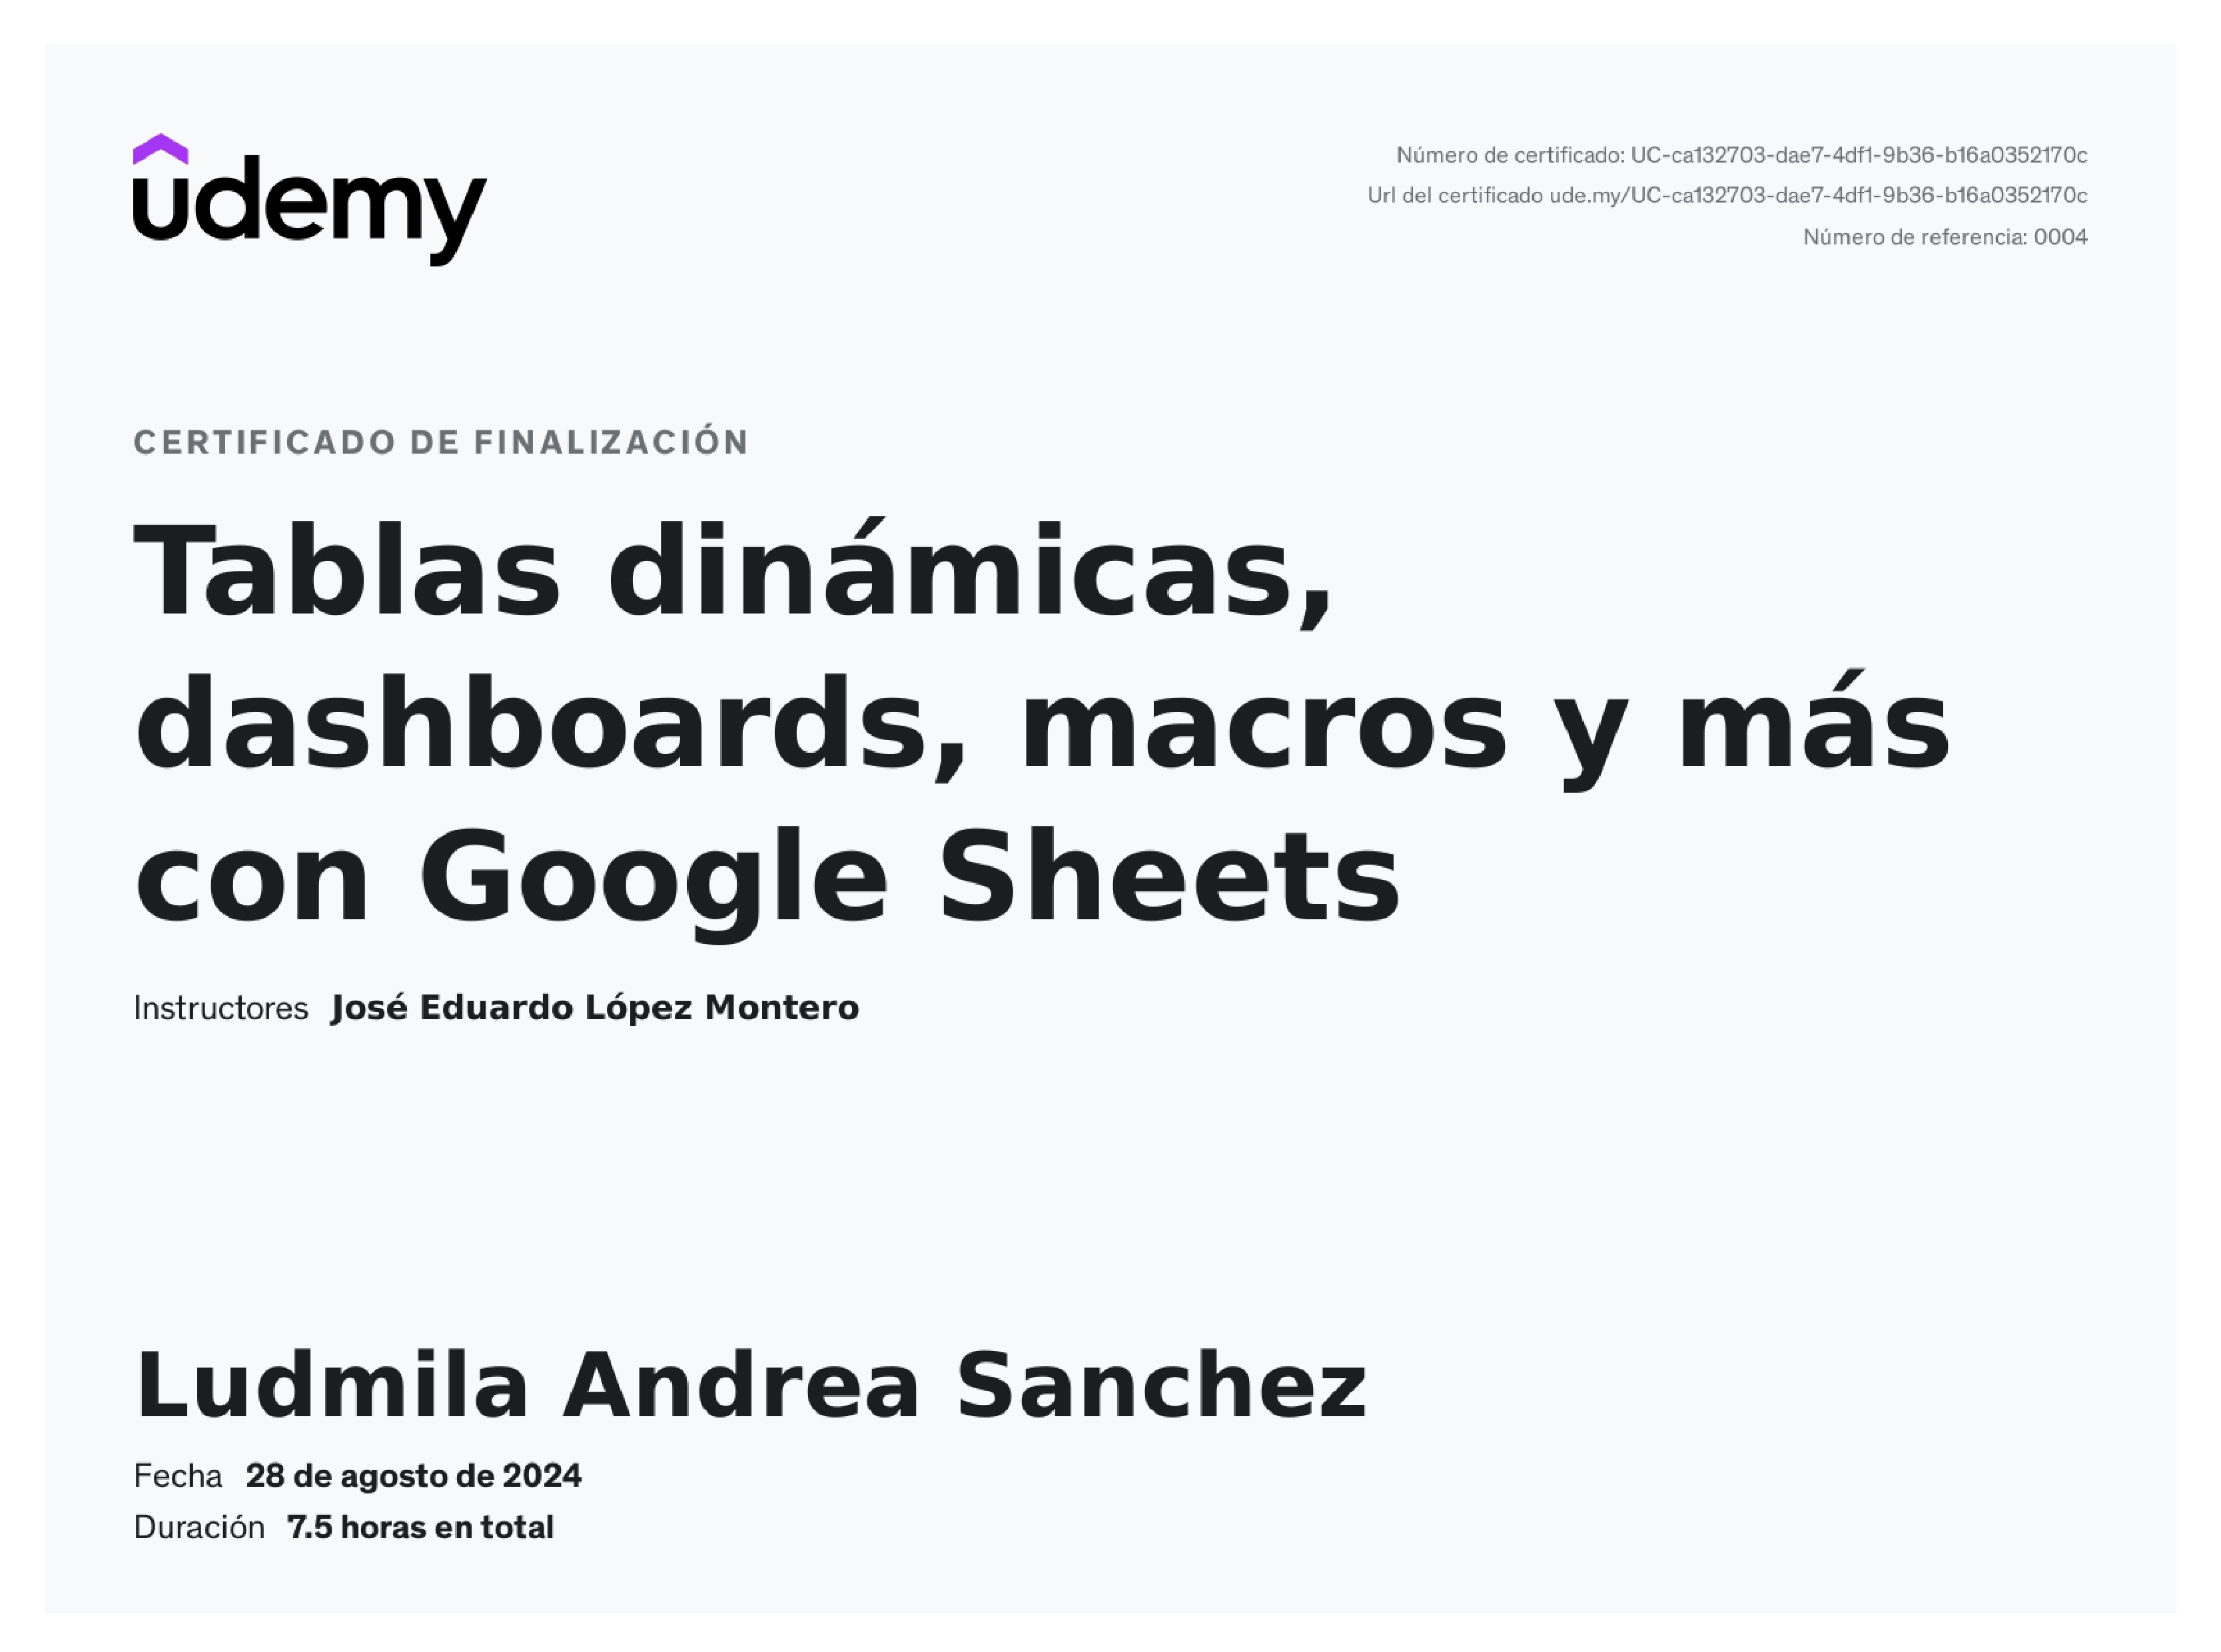 udemy
Número de certificado: UC-ca132703-dae7-4df1-9b36-b16a0352170c
Url del certificado ude.my/UC-ca132703-dae7-4df1-9b36-b16a0352170c
Número de referencia: 0004
CERTIFICADO DE FINALIZACIÓN
Tablas dinámicas,
dashboards, macros y más
con Google Sheets
Instructores José Eduardo López Montero
Ludmila Andrea Sanchez
Fecha 28 de agosto de 2024
Duración 7.5 horas en total